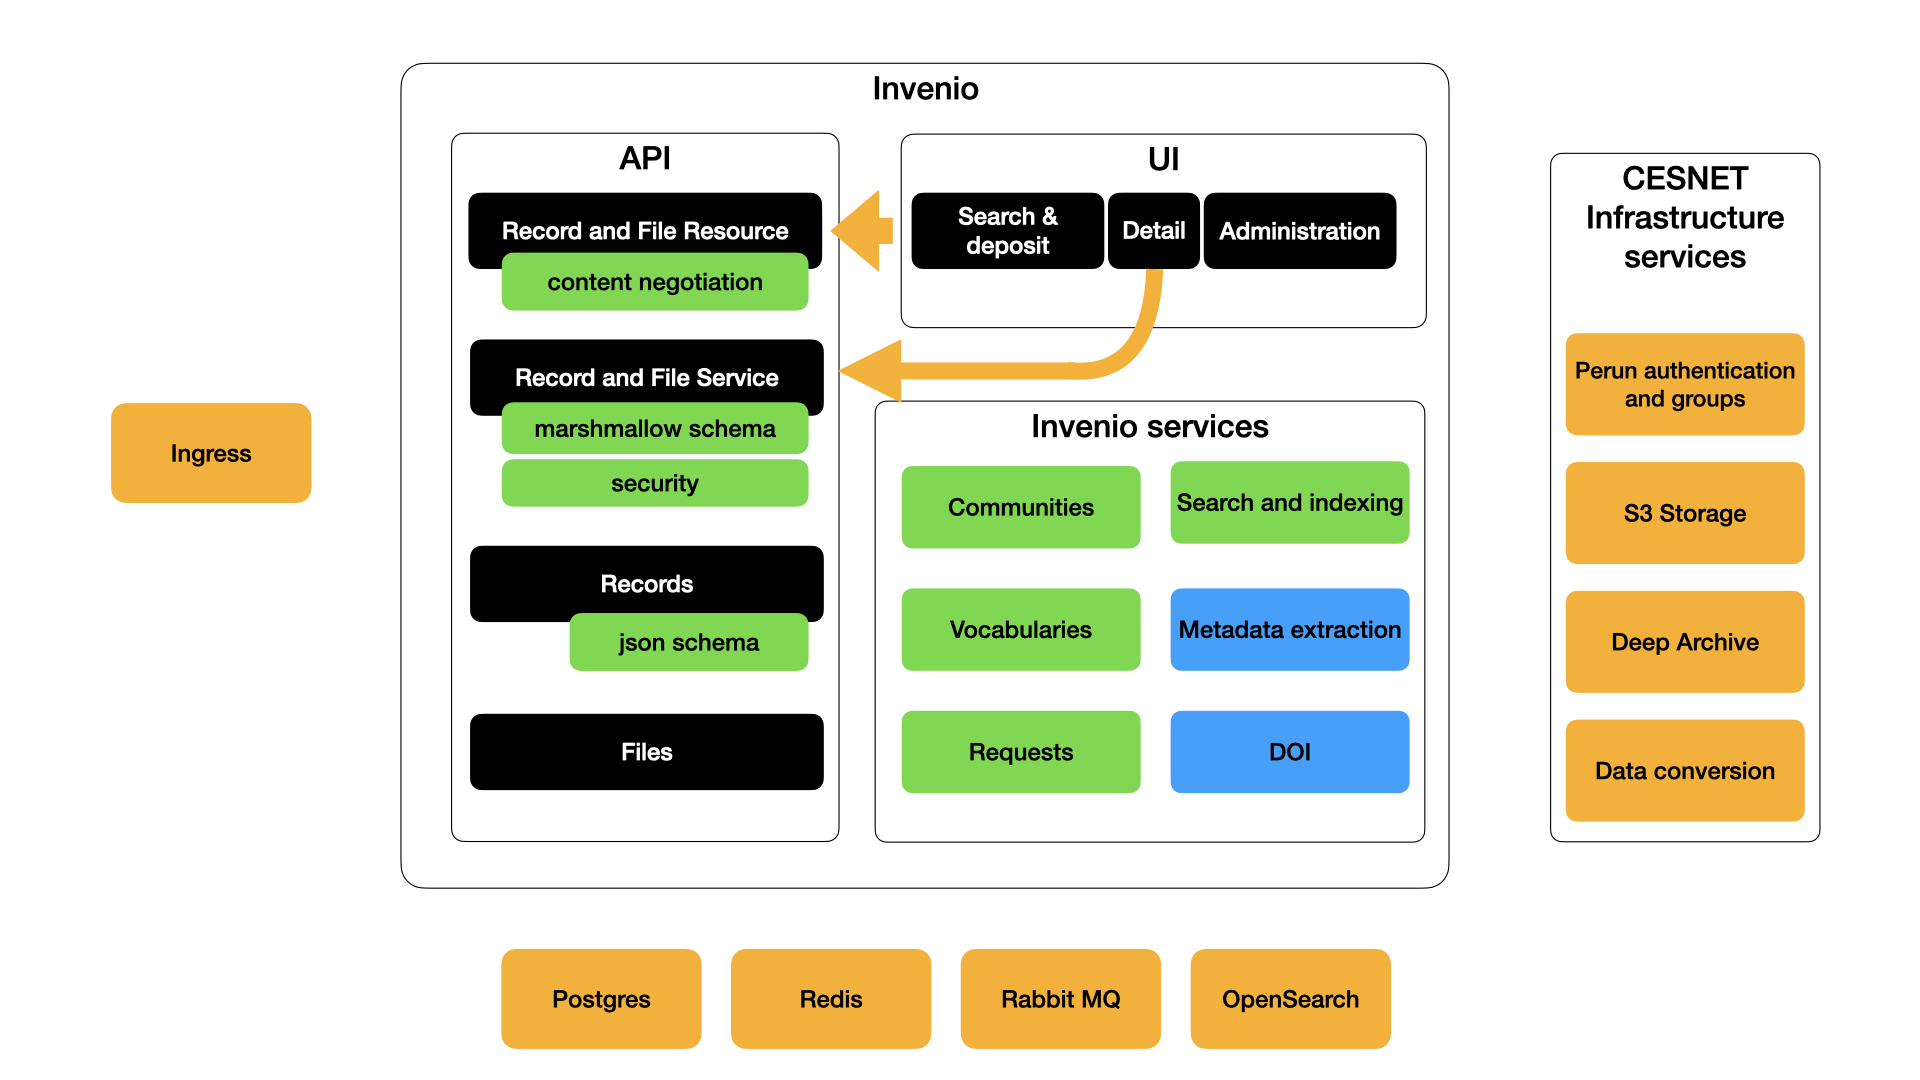 Invenio
API
Record and File Resource
content negotiation
Record and File Service
marshmallow schema
security
Records
json schema
Files
UI
Search &
deposit
Detail
Administration
Invenio services
Communities
Search and indexing
Vocabularies
Metadata extraction
Requests
DOI
Ingress
CESNET
Infrastructure
services
Perun authentication
and groups
S3 Storage
Deep Archive
Data conversion
Postgres
Redis
Rabbit MQ
OpenSearch